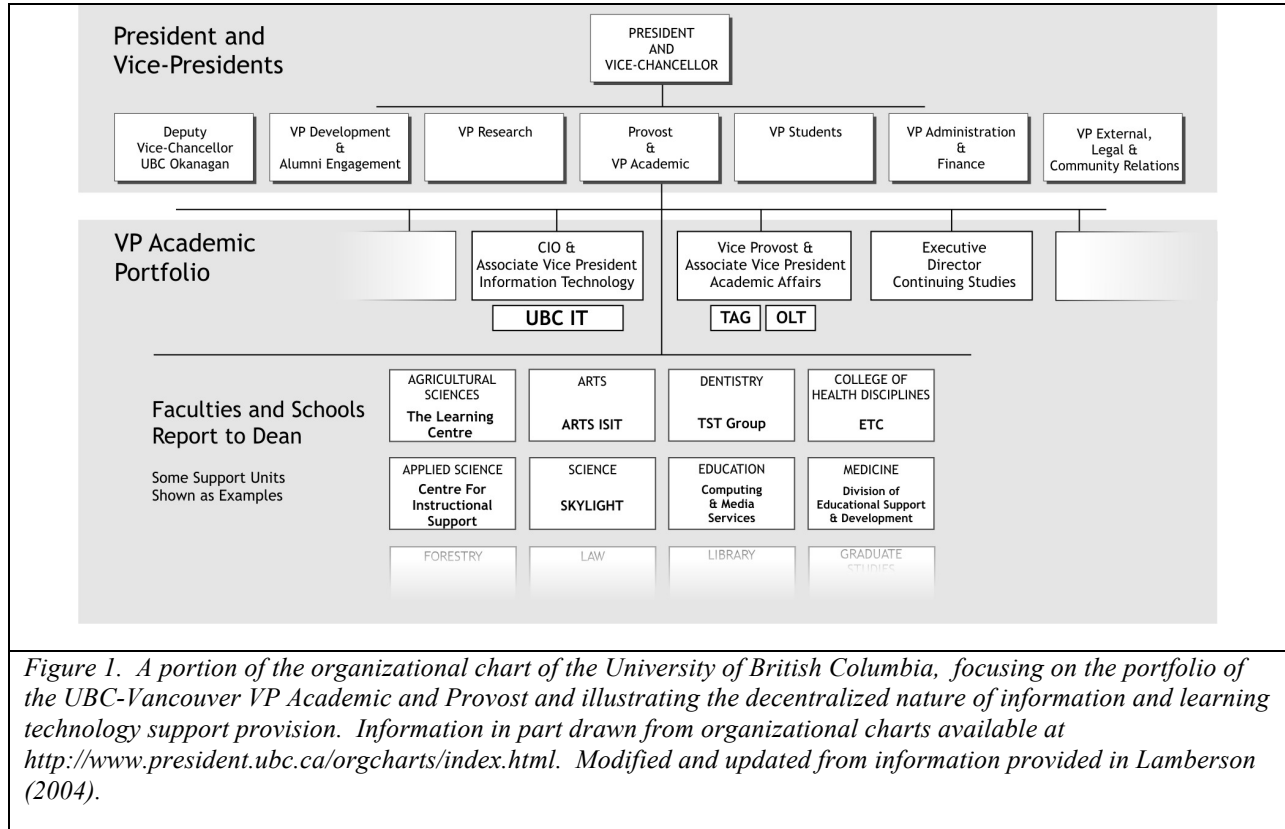 President and
Vice-Presidents
PRESIDENT
AND
VICE-CHANCELLOR
Deputy
Vice-Chancellor
UBC Okanagan
VP Development
&
Alumni Engagement
VP Research
Provost
&
VP Academic
VP Students
VP Administration
&
Finance
VP External,
Legal &
Community Relations
VP Academic
Portfolio
CIO &
Associate Vice President
Information Technology
UBC IT
Vice Provost &
Associate Vice President
Academic Affairs
TAG
OLT
Executive
Director
Continuing Studies
Faculties and Schools
Report to Dean
Some Support Units
Shown as Examples
AGRICULTURAL
SCIENCES
The Learning
Centre
ARTS
ARTS ISIT
DENTISTRY
TST Group
COLLEGE OF
HEALTH DISCIPLINES
ETC
APPLIED SCIENCE
Centre For
Instructional
Support
SCIENCE
SKYLIGHT
EDUCATION
Computing
& Media
Services
MEDICINE
Division of
Educational Support
& Development
FORESTRY
LAW
LIBRARY
GRADUATE
STUDIES
Figure 1. A portion of the organizational chart of the University of British Columbia, focusing on the portfolio of
the UBC-Vancouver VP Academic and Provost and illustrating the decentralized nature of information and learning
technology support provision. Information in part drawn from organizational charts available at
http://www.president.ubc.ca/orgcharts/index.html. Modified and updated from information provided in Lamberson
(2004).